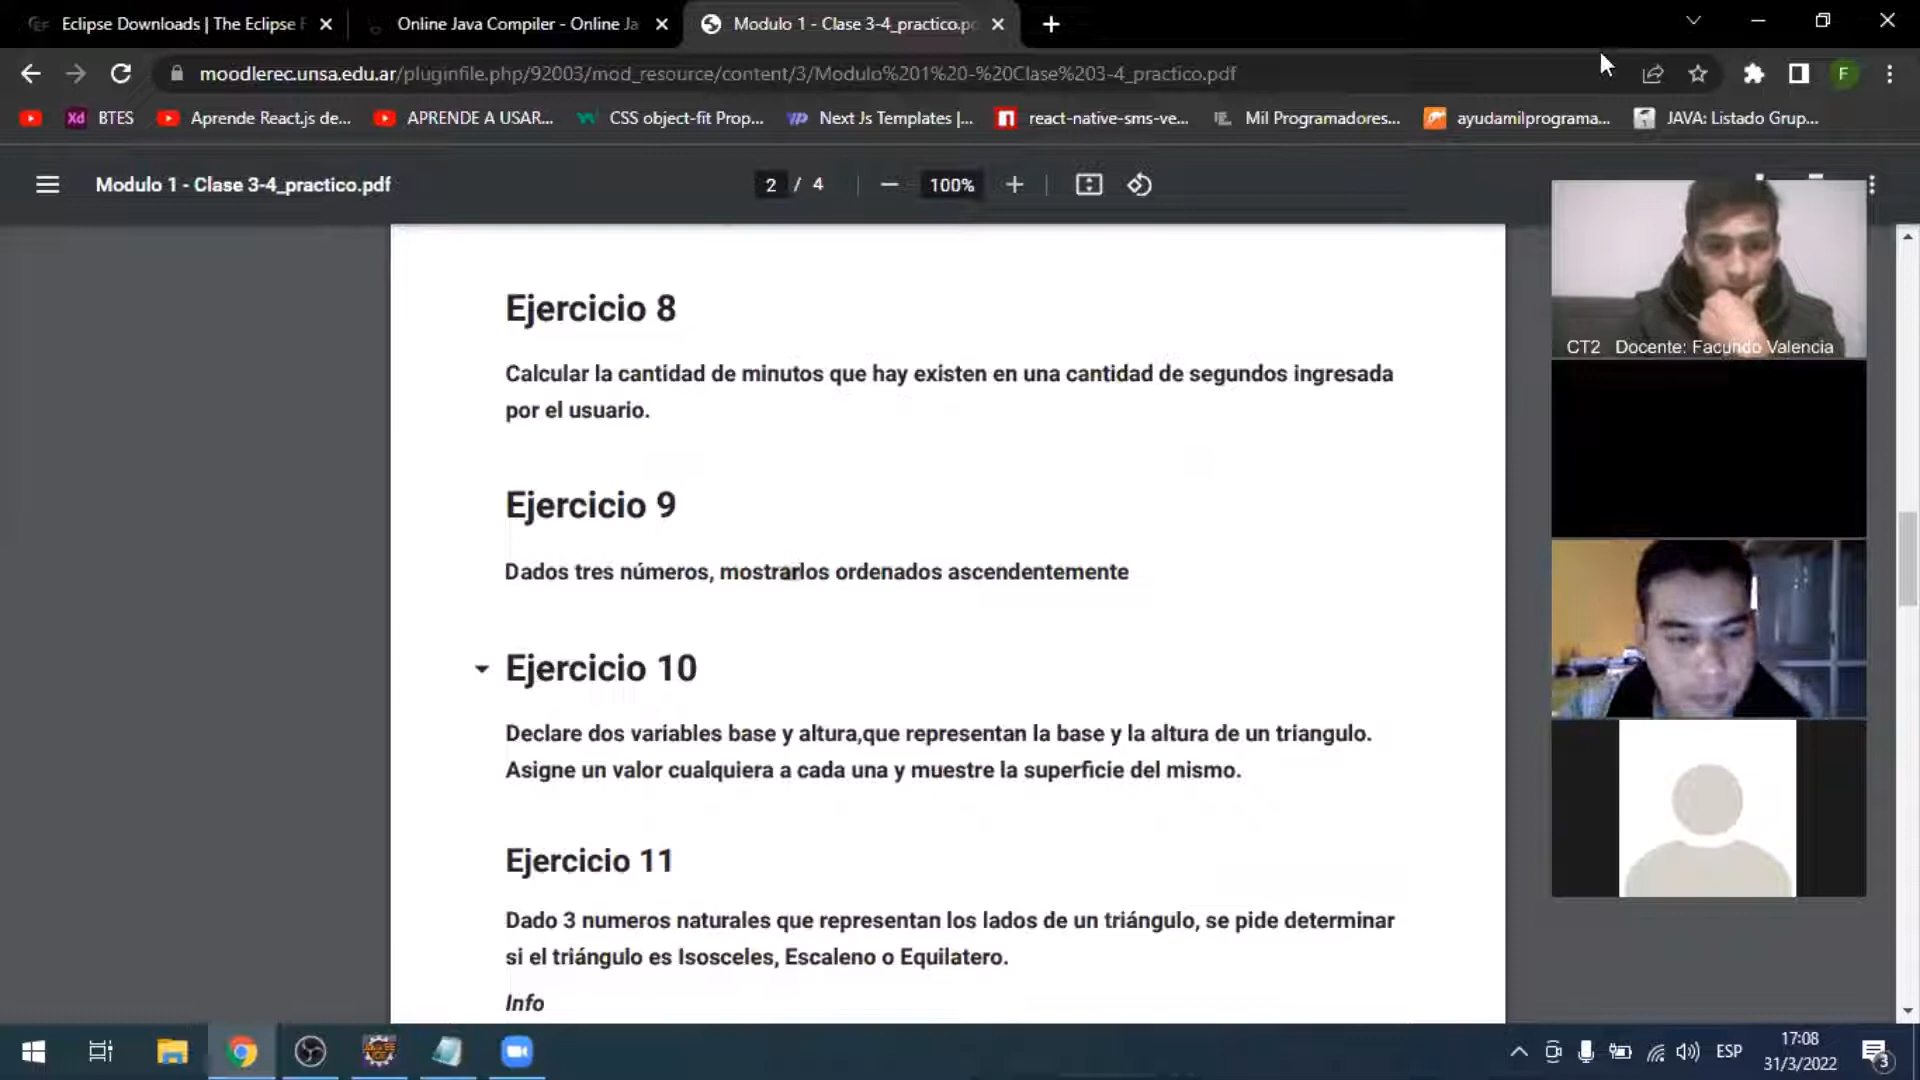 Eclipse Downloads | The Eclipse F
Online Java Compiler - Online Ja
Modulo 1 - Clase 3-4_practico.pd
moodlerec.unsa.edu.ar/pluginfile.php/92003/mod_resource/content/3/Modulo%201%20-%20Clase%203-4_practico.pdf
F
Xd BTES
Aprende React.js de...
APRENDE A USAR...
CSS object-fit Prop...
Next Js Templates |...
react-native-sms-ve...
Mil Programadores...
ayudamilprograma...
JAVA: Listado Grup...
Modulo 1 - Clase 3-4_practico.pdf
2 / 4
100%
Ejercicio 8
Calcular la cantidad de minutos que hay existen en una cantidad de segundos ingresada
por el usuario.
Ejercicio 9
Dados tres números, mostrarlos ordenados ascendentemente
Ejercicio 10
Declare dos variables base y altura,que representan la base y la altura de un triangulo.
Asigne un valor cualquiera a cada una y muestre la superficie del mismo.
Ejercicio 11
Dado 3 numeros naturales que representan los lados de un triángulo, se pide determinar
si el triángulo es Isosceles, Escaleno o Equilatero.
Info
CT2 Docente: Facundo Valencia
ESP
17:08
31/3/2022
3